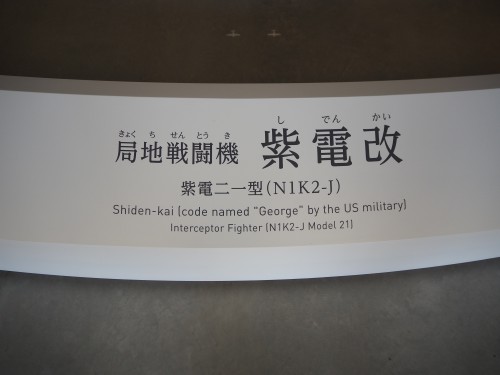 きょく ち せん とう き し でん かい
局地戦闘機 紫電改
紫電二一型(N1K2-J)
Shiden-kai (code named "George" by the US military)
Interceptor Fighter (N1K2-J Model 21)